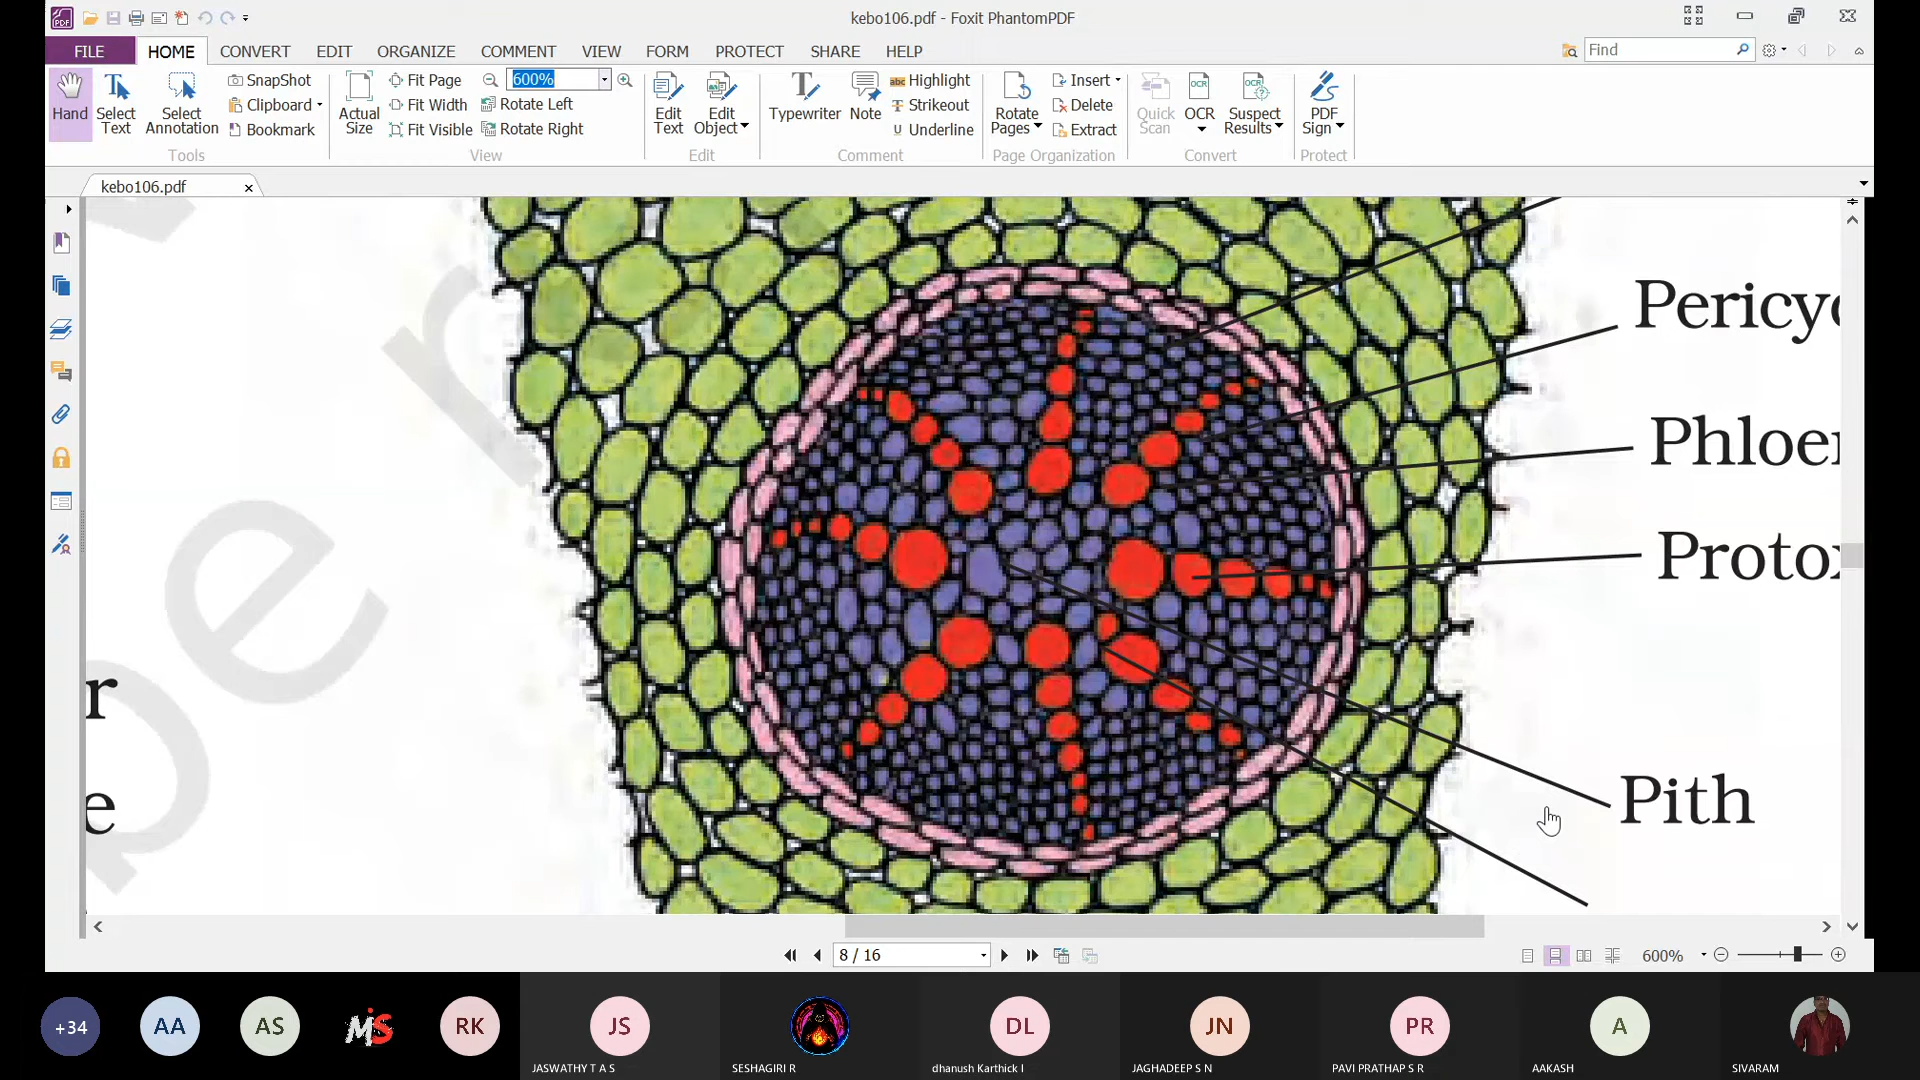 kebo106.pdf - Foxit PhantomPDF
FILE HOME CONVERT EDIT ORGANIZE COMMENT VIEW FORM PROTECT SHARE HELP
Find
Hand
Select Text
Select Annotation
SnapShot
Clipboard
Bookmark
Tools
Actual Size
Fit Page
Fit Width
Fit Visible
600%
Rotate Left
Rotate Right
View
Edit Text
Edit Object
Edit
Typewriter
Note
Highlight
Strikeout
Underline
Comment
Rotate Pages
Insert
Delete
Extract
Page Organization
Quick Scan
OCR
Suspect Results
Convert
PDF Sign
Protect
kebo106.pdf
Pericyc
Phloer
Protox
r
e
Pith
8 / 16
600%
+34 AA AS MS RK JS DL JN PR A
JASWATHY T A S SESHAGIRI R dhanush Karthick I JAGHADEEP S N PAVI PRATHAP S R AAKASH SIVARAM